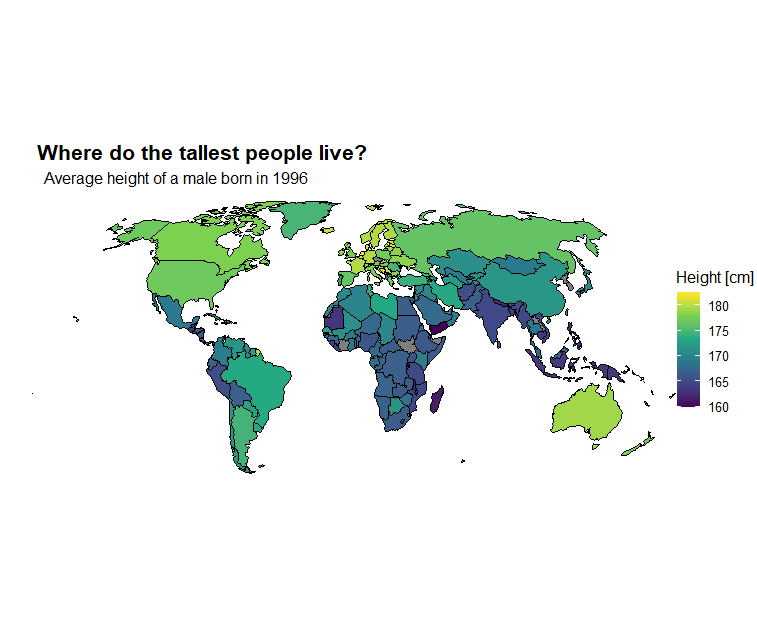 Where do the tallest people live?
Average height of a male born in 1996
Height [cm]
180
175
170
165
160